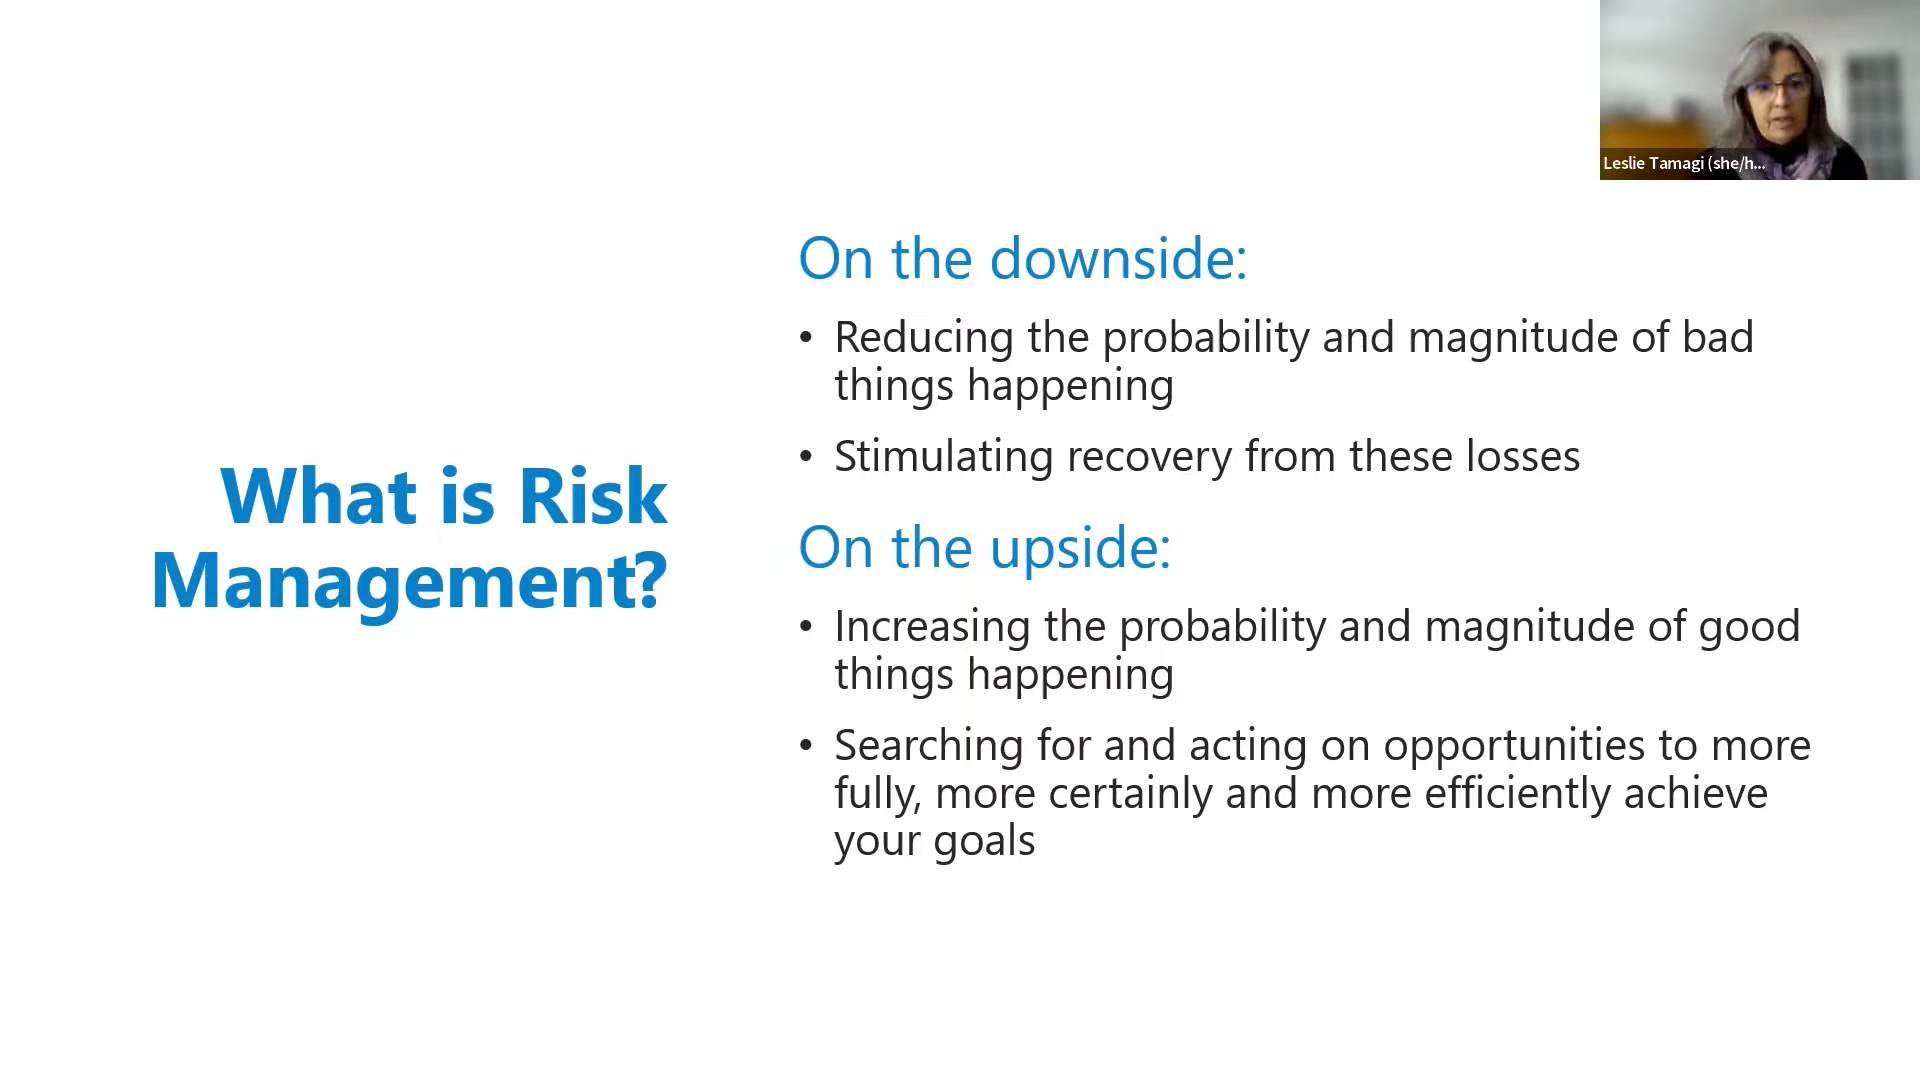 Leslie Tamagi (she/h...
What is Risk
Management?
On the downside:
• Reducing the probability and magnitude of bad
things happening
• Stimulating recovery from these losses
On the upside:
• Increasing the probability and magnitude of good
things happening
• Searching for and acting on opportunities to more
fully, more certainly and more efficiently achieve
your goals